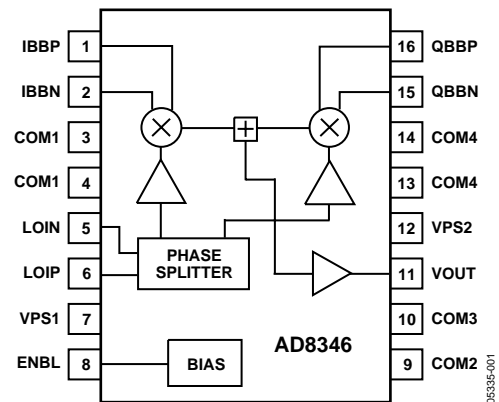 IBBP 1
IBBN 2
COM1 3
COM1 4
LOIN 5
LOIP 6
VPS1 7
ENBL 8
PHASE
SPLITTER
BIAS
AD8346
16 QBBP
15 QBBN
14 COM4
13 COM4
12 VPS2
11 VOUT
10 COM3
9 COM2
05335-001